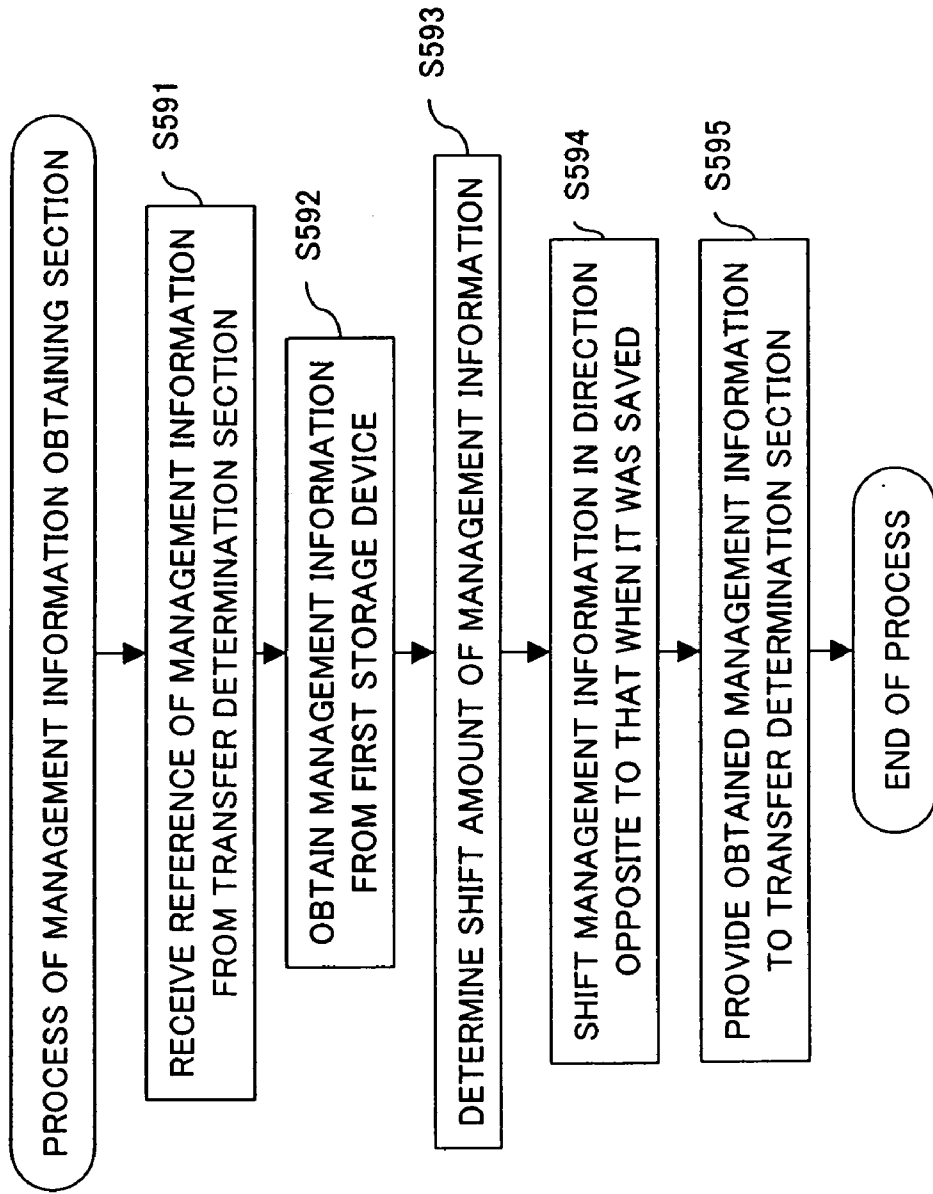 PROCESS OF MANAGEMENT INFORMATION OBTAINING SECTION
S591
RECEIVE REFERENCE OF MANAGEMENT INFORMATION
FROM TRANSFER DETERMINATION SECTION
S592
OBTAIN MANAGEMENT INFORMATION
FROM FIRST STORAGE DEVICE
S593
DETERMINE SHIFT AMOUNT OF MANAGEMENT INFORMATION
S594
SHIFT MANAGEMENT INFORMATION IN DIRECTION
OPPOSITE TO THAT WHEN IT WAS SAVED
S595
PROVIDE OBTAINED MANAGEMENT INFORMATION
TO TRANSFER DETERMINATION SECTION
END OF PROCESS